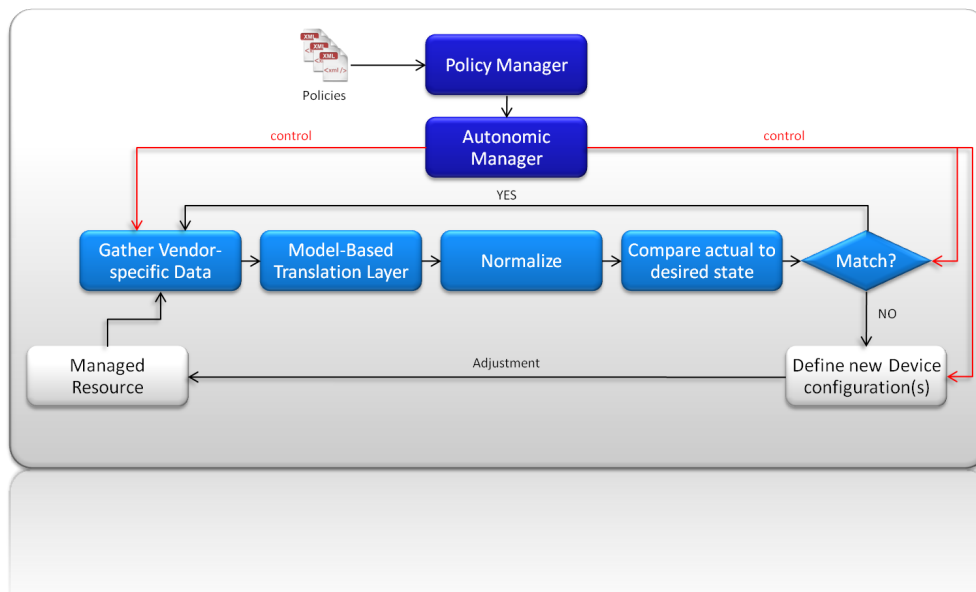 XML
XML
XML
<xml />
Policies
Policy Manager
Autonomic
Manager
control
control
YES
Gather Vendor-
specific Data
Model-Based
Translation Layer
Normalize
Compare actual to
desired state
Match?
NO
Managed
Resource
Adjustment
Define new Device
configuration(s)